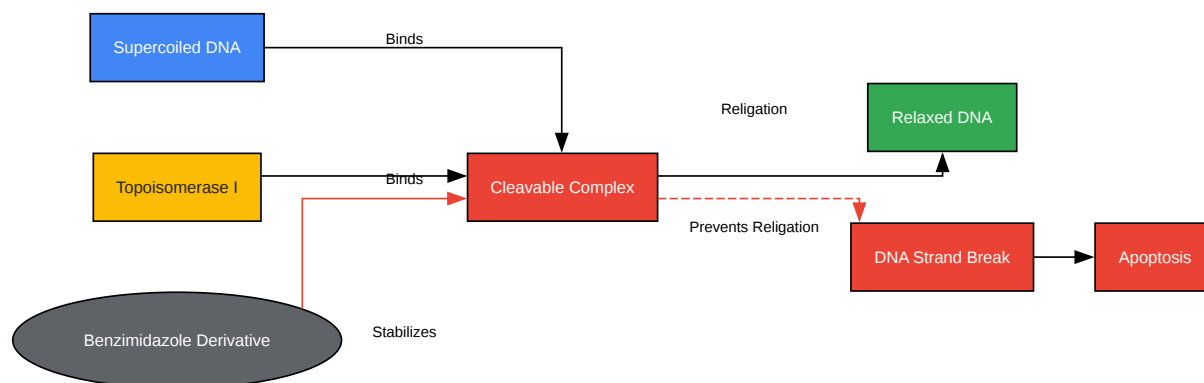 Supercoiled DNA
Binds
Religation
Relaxed DNA
Topoisomerase I
Binds
Cleavable Complex
Prevents Religation
DNA Strand Break
Apoptosis
Benzimidazole Derivative
Stabilizes